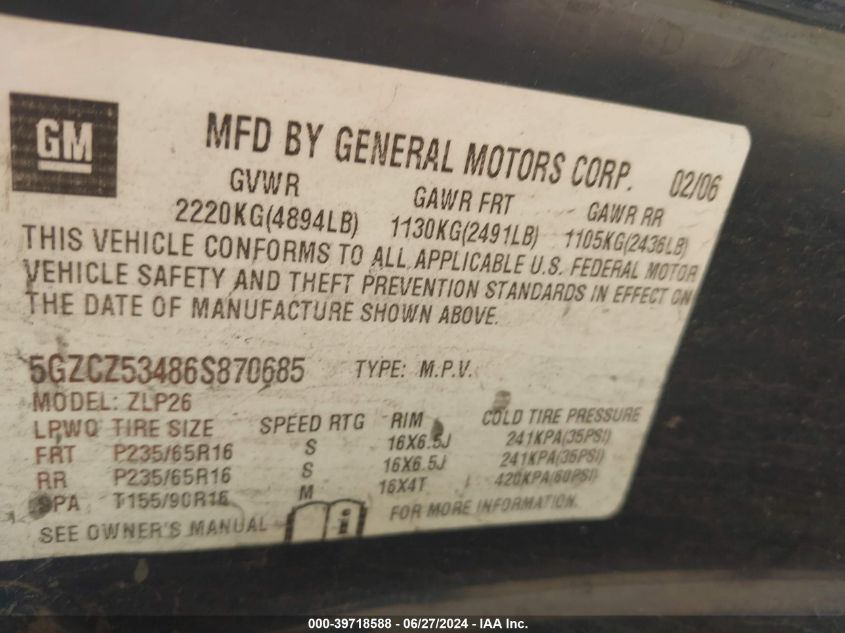 GM
MFD BY GENERAL MOTORS CORP. 02/06
GVWR GAWR FRT GAWR RR
2220KG(4894LB) 1130KG(2491LB) 1105KG(2436LB)
THIS VEHICLE CONFORMS TO ALL APPLICABLE U.S. FEDERAL MOTOR
VEHICLE SAFETY AND THEFT PREVENTION STANDARDS IN EFFECT ON
THE DATE OF MANUFACTURE SHOWN ABOVE.
5GZCZ53486S870685 TYPE: M.P.V.
MODEL: ZLP26
LPWQ TIRE SIZE SPEED RTG RIM COLD TIRE PRESSURE
FRT P235/65R16 S 16X6.5J 241KPA(35PSI)
RR P235/65R16 S 16X6.5J 241KPA(35PSI)
SPA T155/90R16 M 16X4T 420KPA(60PSI)
SEE OWNER'S MANUAL i FOR MORE INFORMATION.
000-39718588 / 06/27/2024 - IAA Inc.